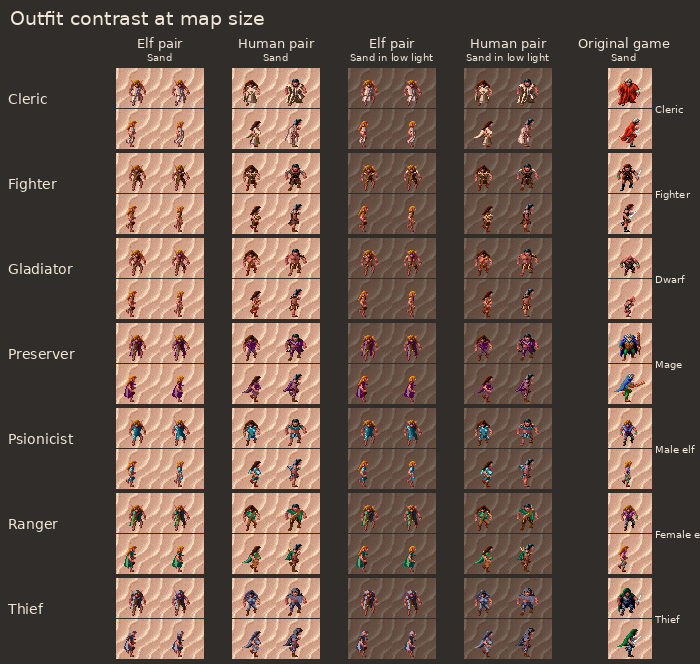 Outfit contrast at map size
Elf pair
Sand
Human pair
Sand
Elf pair
Sand in low light
Human pair
Sand in low light
Original game
Sand
Cleric
Cleric
Fighter
Fighter
Gladiator
Dwarf
Preserver
Mage
Psionicist
Male elf
Ranger
Female e
Thief
Thief